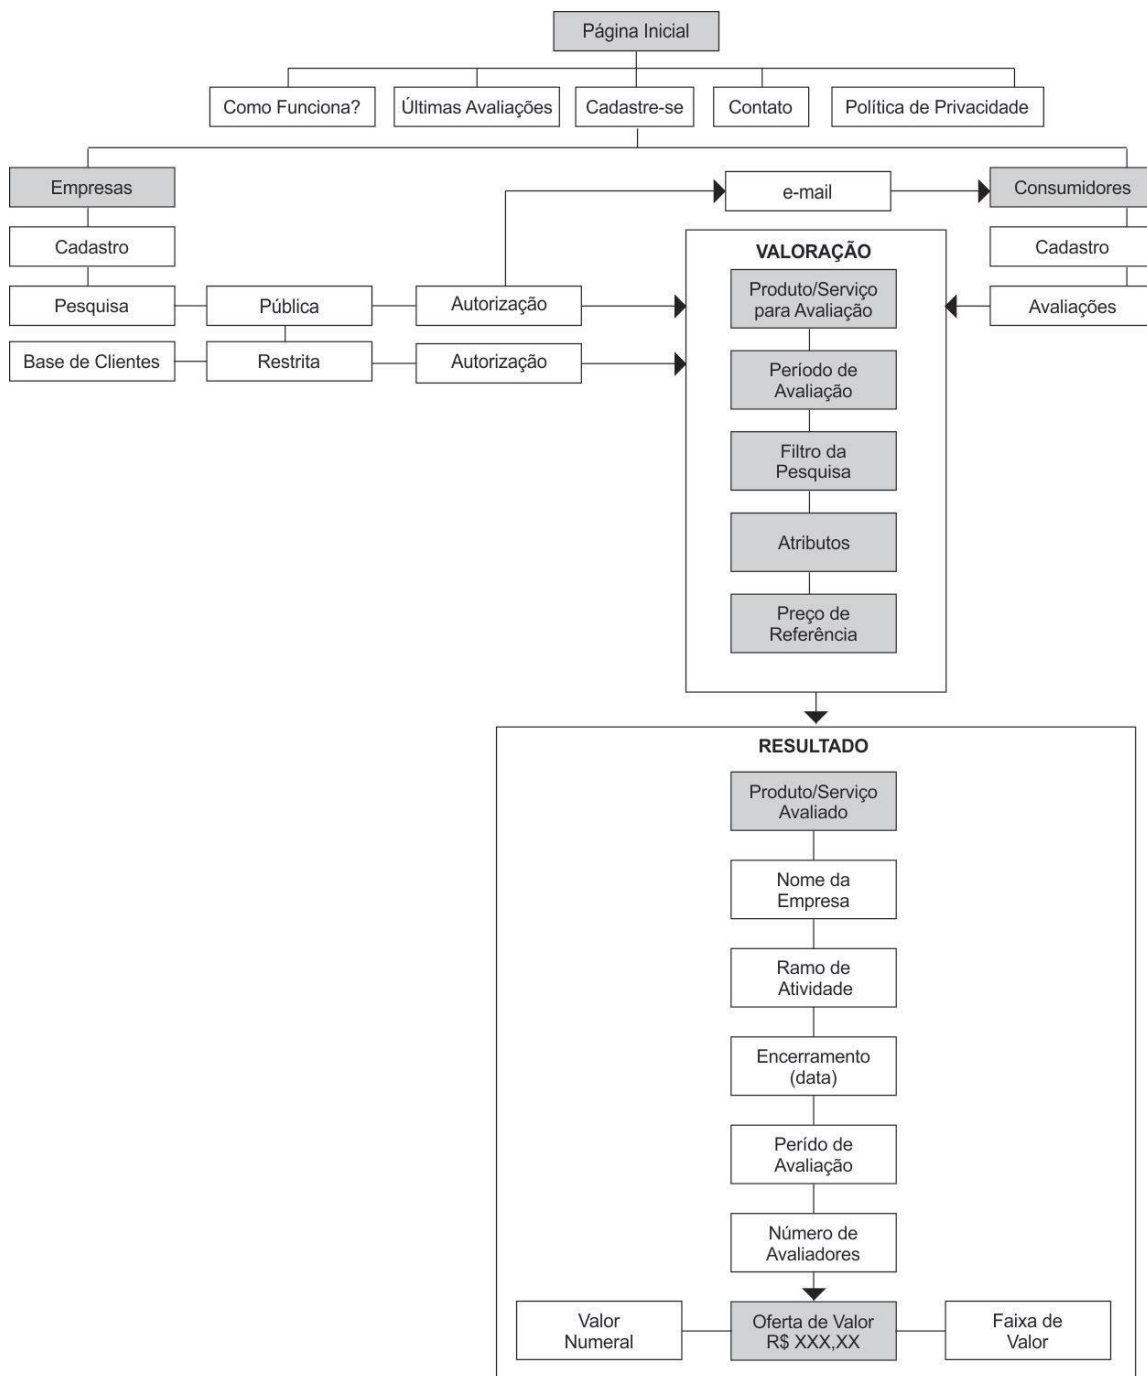 Página Inicial
Como Funciona?
Últimas Avaliações
Cadastre-se
Contato
Política de Privacidade
Empresas
e-mail
Consumidores
Cadastro
VALORAÇÃO
Cadastro
Pesquisa
Pública
Autorização
Produto/Serviço
para Avaliação
Avaliações
Base de Clientes
Restrita
Autorização
Período de
Avaliação
Filtro da
Pesquisa
Atributos
Preço de
Referência
RESULTADO
Produto/Serviço
Avaliado
Nome da
Empresa
Ramo de
Atividade
Encerramento
(data)
Perído de
Avaliação
Número de
Avaliadores
Valor
Numeral
Oferta de Valor
R$ XXX,XX
Faixa de
Valor